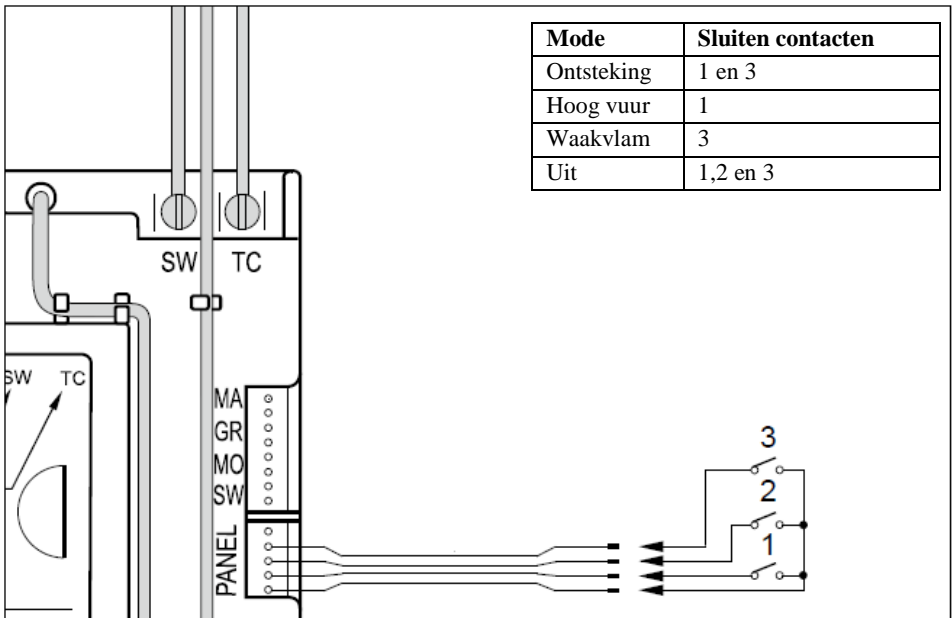 Mode Sluiten contacten
Ontsteking 1 en 3
Hoog vuur 1
Waakvlam 3
Uit 1,2 en 3
SW TC
SW TC
MA
GR
MO
SW
PANEL
3
2
1